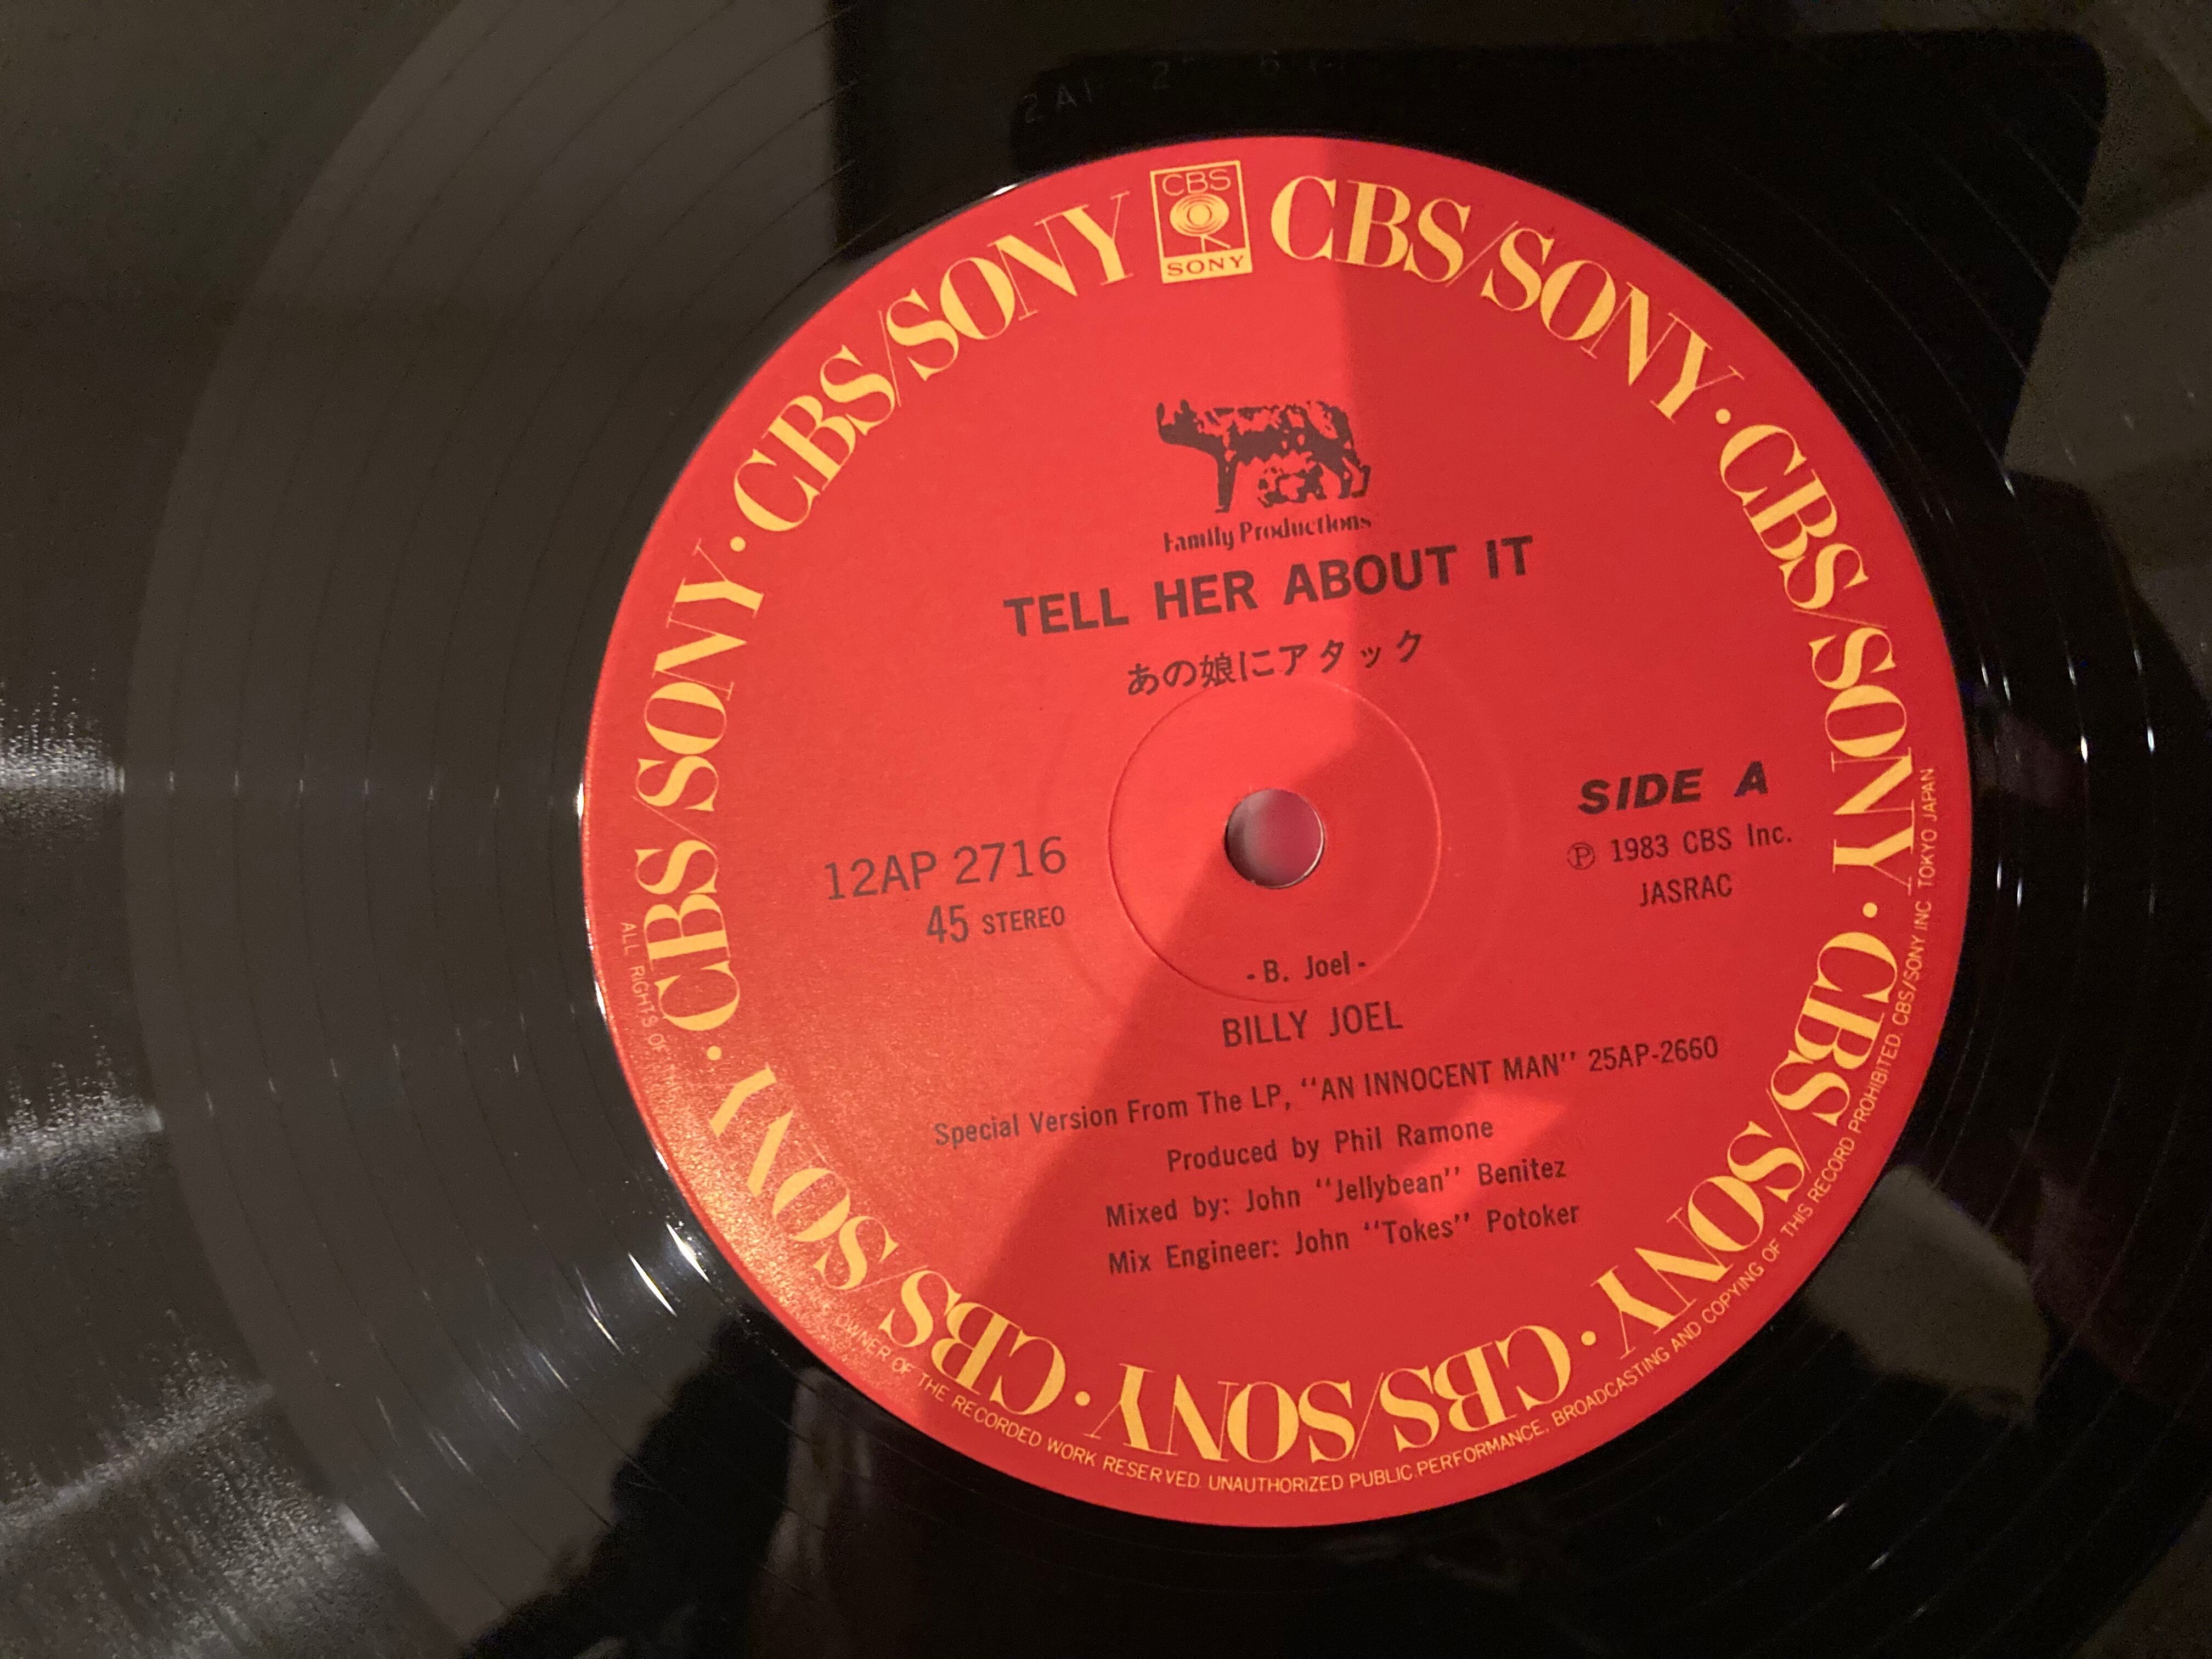 CBS
SONY
CBS/SONY · CBS/SONY · CBS/SONY · CBS/SONY · CBS/SONY · CBS/SONY · CBS/SONY
Family Productions
TELL HER ABOUT IT
あの娘にアタック
SIDE A
12AP 2716
℗ 1983 CBS Inc.
45 STEREO
JASRAC
- B. Joel -
BILLY JOEL
Special Version From The LP, "AN INNOCENT MAN" 25AP-2660
Produced by Phil Ramone
Mixed by: John "Jellybean" Benitez
Mix Engineer: John "Tokes" Potoker
ALL RIGHTS OF OWNER OF THE RECORDED WORK RESERVED. UNAUTHORIZED PUBLIC PERFORMANCE, BROADCASTING AND COPYING OF THIS RECORD PROHIBITED. CBS/SONY INC. TOKYO JAPAN